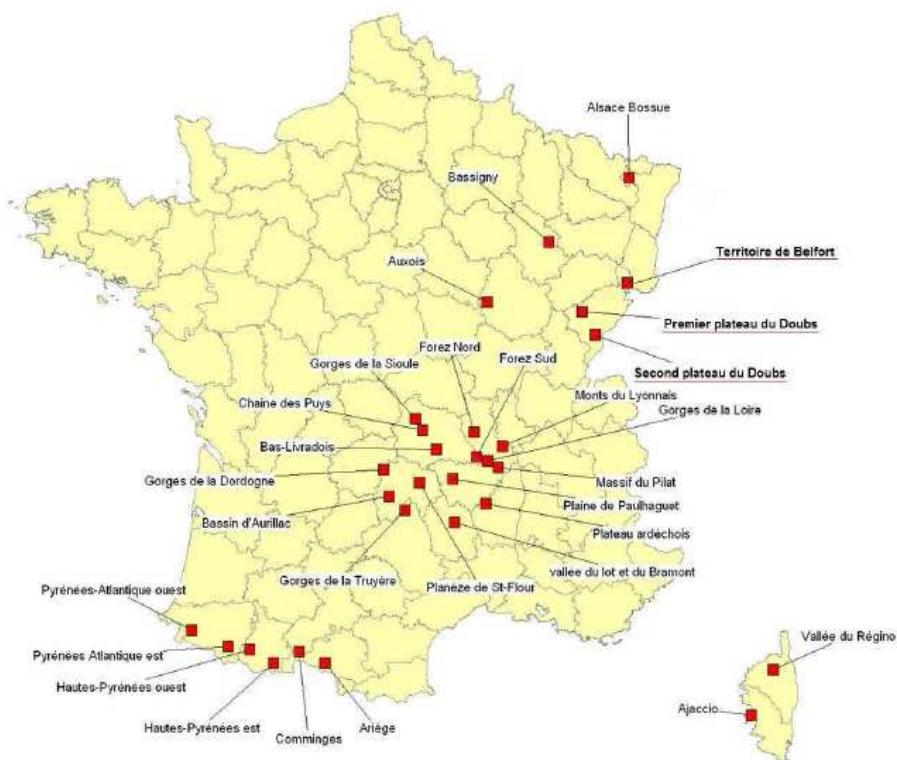 Alsace Bossue
Bassigny
Territoire de Belfort
Auxois
Premier plateau du Doubs
Forez Nord
Forez Sud
Gorges de la Sioule
Second plateau du Doubs
Monts du Lyonnais
Chaine des Puys
Gorges de la Loire
Bas-Livradois
Gorges de la Dordogne
Massif du Pilat
Plaine de Paulhaguet
Bassin d'Aurillac
Plateau ardéchois
vallée du lot et du Bramont
Gorges de la Truyère
Planèze de St-Flour
Pyrénées-Atlantique ouest
Vallée du Régino
Pyrénées Atlantique est
Hautes-Pyrénées ouest
Ajaccio
Hautes-Pyrénées est
Ariége
Comminges